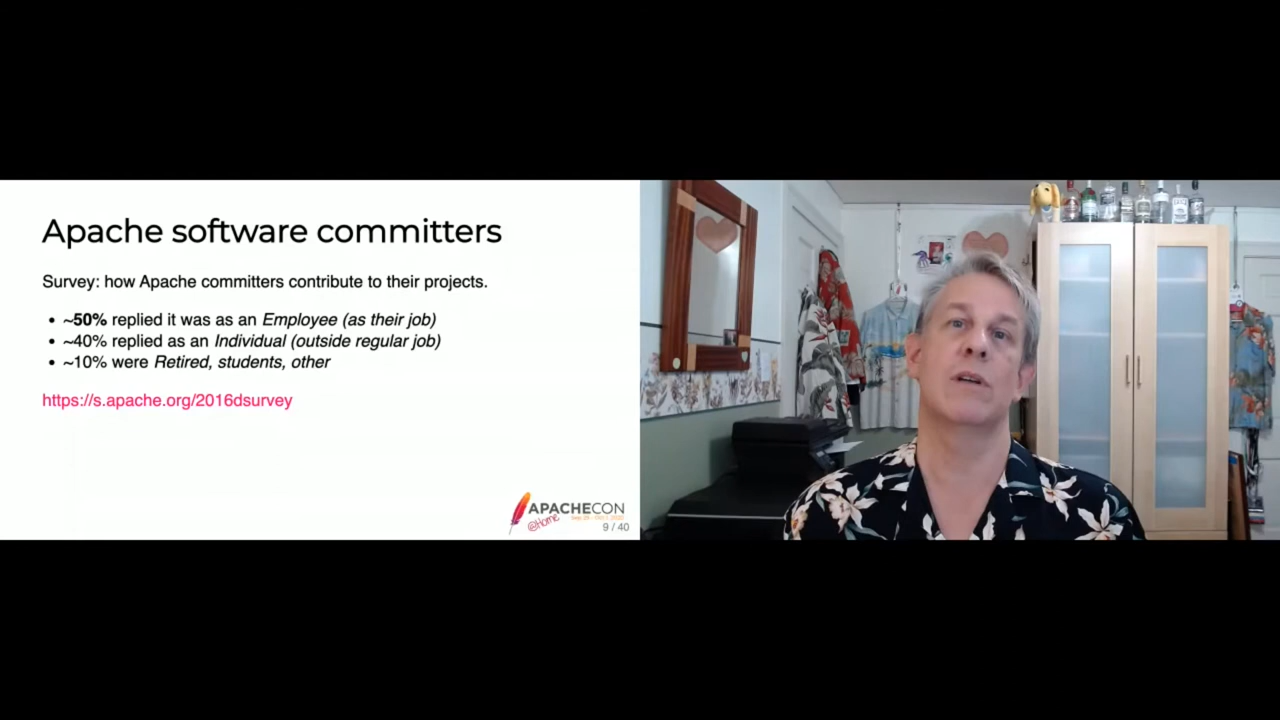 Apache software committers
Survey: how Apache committers contribute to their projects.
• ~50% replied it was as an Employee (as their job)
• ~40% replied as an Individual (outside regular job)
• ~10% were Retired, students, other
https://s.apache.org/2016dsurvey
APACHECON
@Home
9 / 40